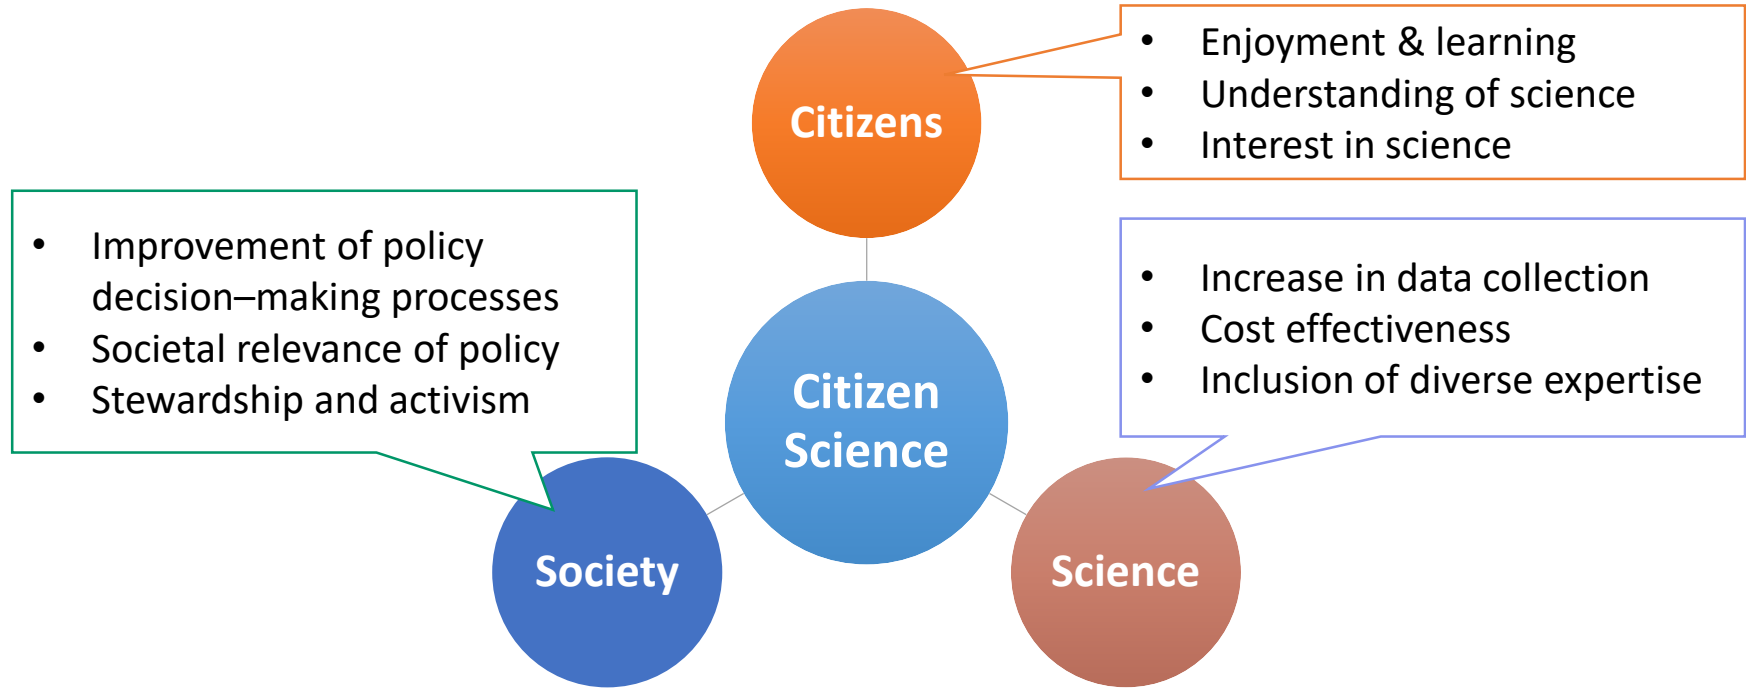 Citizens
• Enjoyment & learning
• Understanding of science
• Interest in science
• Improvement of policy
decision–making processes
• Societal relevance of policy
• Stewardship and activism
• Increase in data collection
• Cost effectiveness
• Inclusion of diverse expertise
Citizen
Science
Society
Science